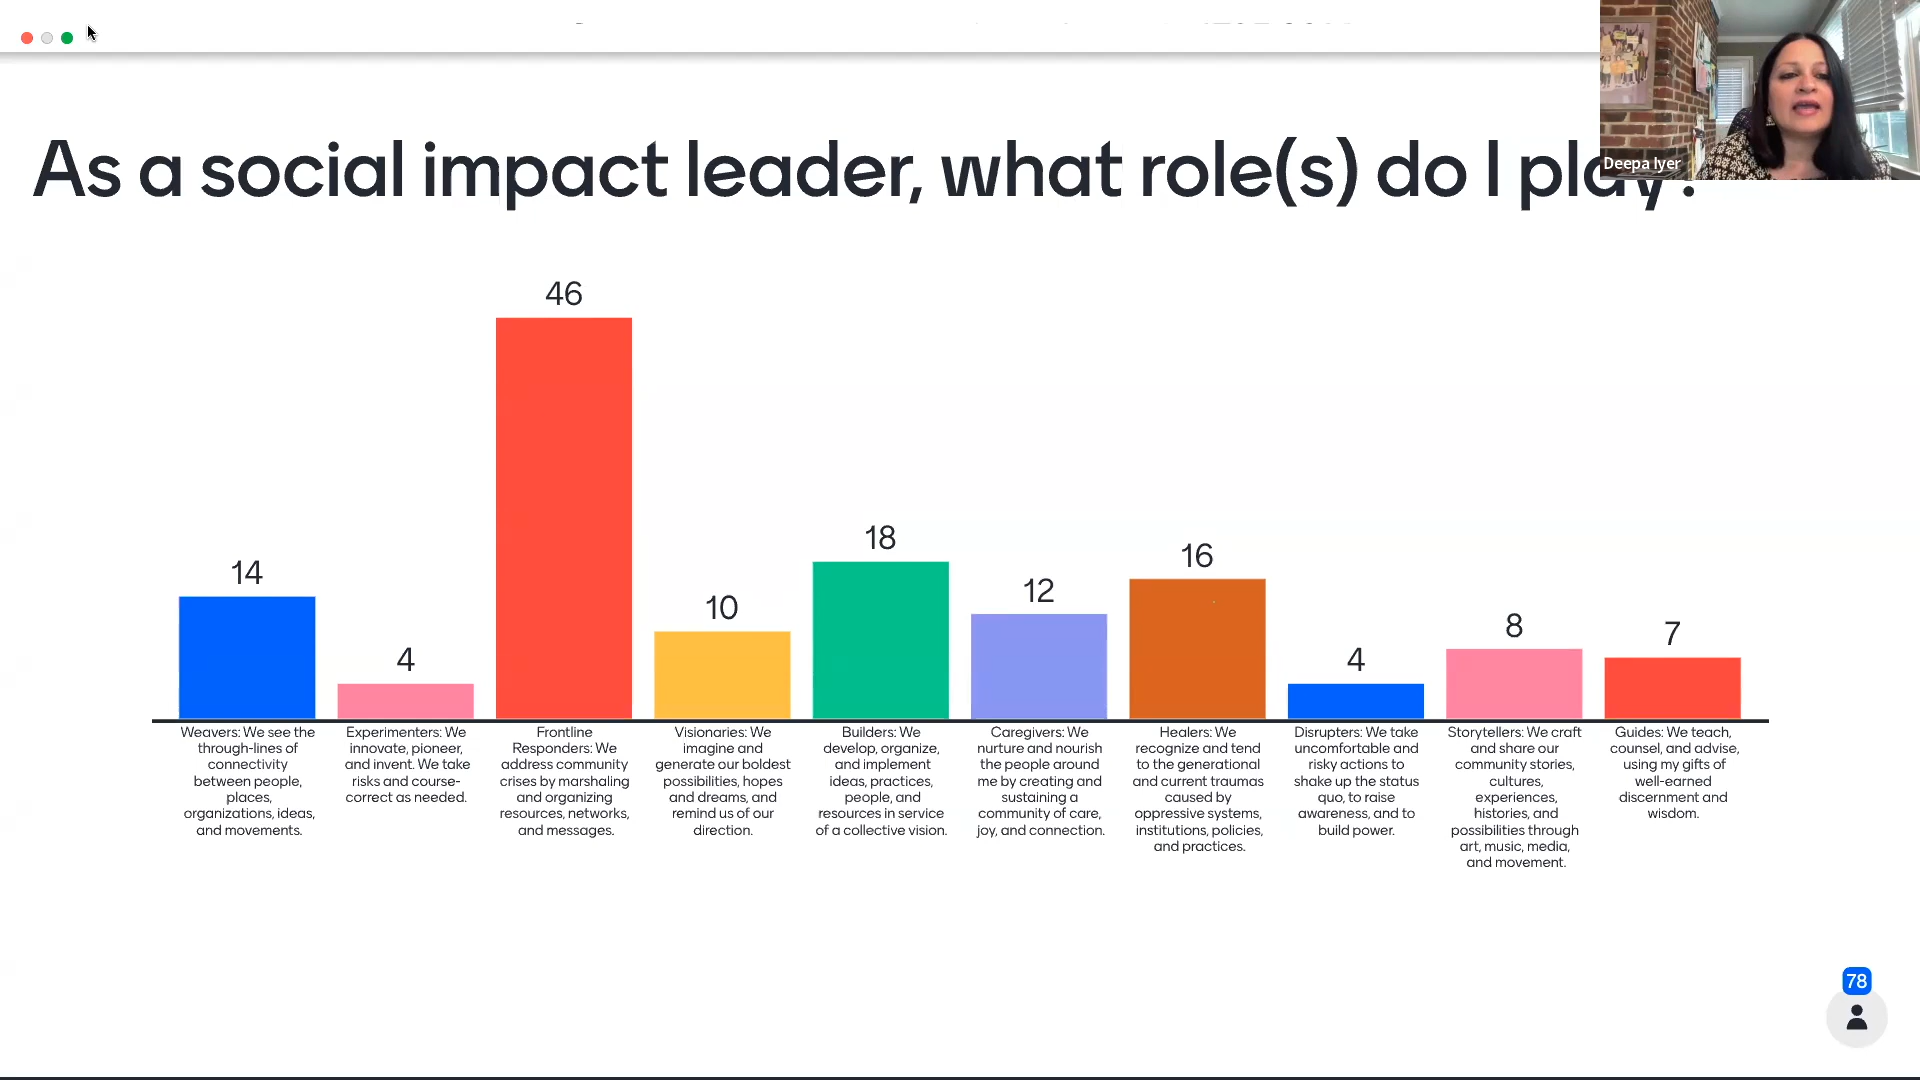 As a social impact leader, what role(s) do I play?
Deepa Iyer
46
18
16
14
12
10
8
7
4
4
Weavers: We see the
through-lines of
connectivity
between people,
places,
organizations, ideas,
and movements.
Experimenters: We
innovate, pioneer,
and invent. We take
risks and course-
correct as needed.
Frontline
Responders: We
address community
crises by marshaling
and organizing
resources, networks,
and messages.
Visionaries: We
imagine and
generate our boldest
possibilities, hopes
and dreams, and
remind us of our
direction.
Builders: We
develop, organize,
and implement
ideas, practices,
people, and
resources in service
of a collective vision.
Caregivers: We
nurture and nourish
the people around
me by creating and
sustaining a
community of care,
joy, and connection.
Healers: We
recognize and tend
to the generational
and current traumas
caused by
oppressive systems,
institutions, policies,
and practices.
Disrupters: We take
uncomfortable and
risky actions to
shake up the status
quo, to raise
awareness, and to
build power.
Storytellers: We craft
and share our
community stories,
cultures,
experiences,
histories, and
possibilities through
art, music, media,
and movement.
Guides: We teach,
counsel, and advise,
using my gifts of
well-earned
discernment and
wisdom.
78